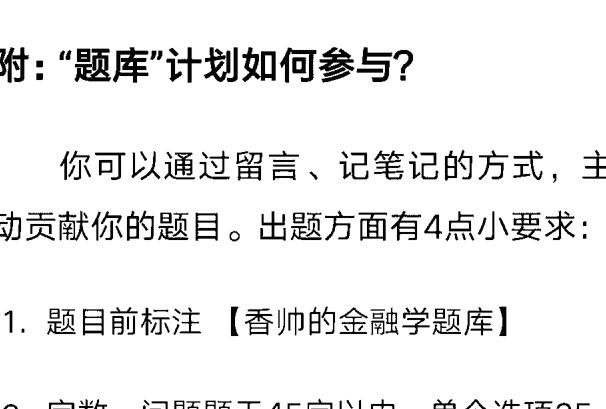 附：“题库”计划如何参与？
你可以通过留言、记笔记的方式，主
动贡献你的题目。出题方面有4点小要求：
1. 题目前标注 【香帅的金融学题库】